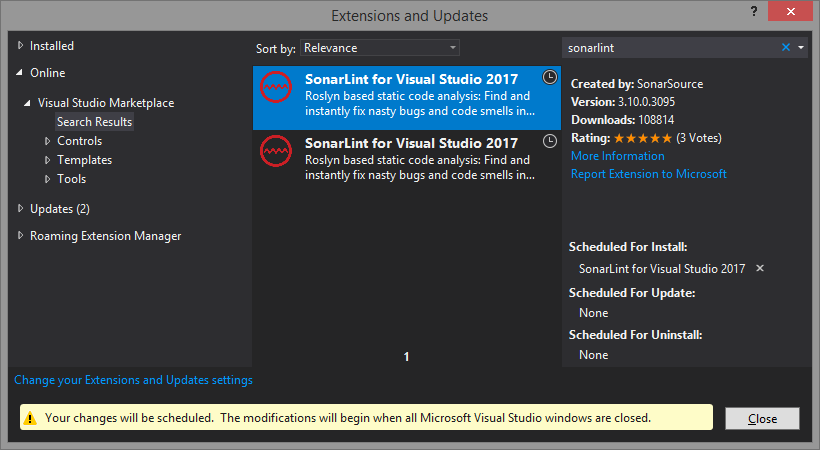 Extensions and Updates
Installed
Online
Visual Studio Marketplace
Search Results
Controls
Templates
Tools
Updates (2)
Roaming Extension Manager
Sort by: Relevance
SonarLint for Visual Studio 2017
Roslyn based static code analysis: Find and
instantly fix nasty bugs and code smells in...
SonarLint for Visual Studio 2017
Roslyn based static code analysis: Find and
instantly fix nasty bugs and code smells in...
1
sonarlint
Created by: SonarSource
Version: 3.10.0.3095
Downloads: 108814
Rating: ★★★★★ (3 Votes)
More Information
Report Extension to Microsoft
Scheduled For Install:
SonarLint for Visual Studio 2017
Scheduled For Update:
None
Scheduled For Uninstall:
None
Change your Extensions and Updates settings
Your changes will be scheduled.  The modifications will begin when all Microsoft Visual Studio windows are closed.
Close